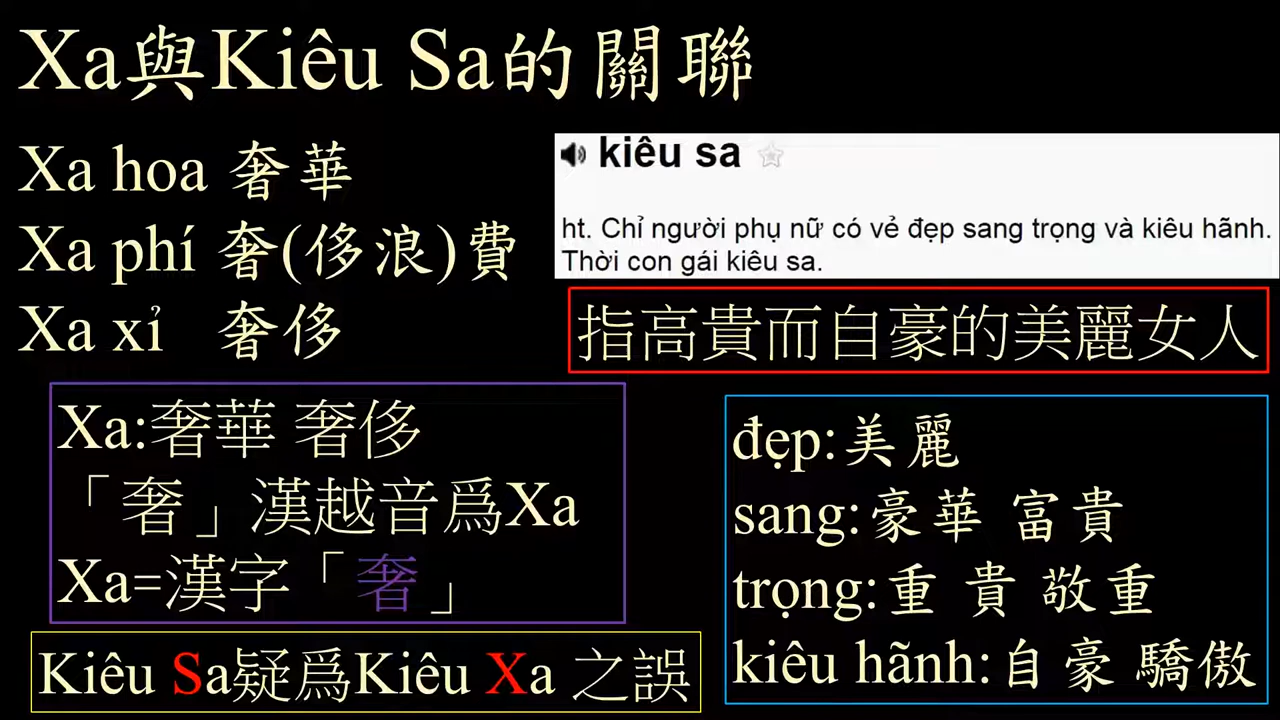 Xa與Kiêu Sa的關聯
Xa hoa 奢華
Xa phí 奢(侈浪)費
Xa xỉ 奢侈
kiêu sa
ht. Chỉ người phụ nữ có vẻ đẹp sang trọng và kiêu hãnh.
Thời con gái kiêu sa.
指高貴而自豪的美麗女人
Xa:奢華 奢侈
「奢」漢越音爲Xa
Xa=漢字「奢」
Kiêu Sa疑爲Kiêu Xa 之誤
đẹp:美麗
sang:豪華 富貴
trọng:重 貴 敬重
kiêu hãnh:自豪 驕傲